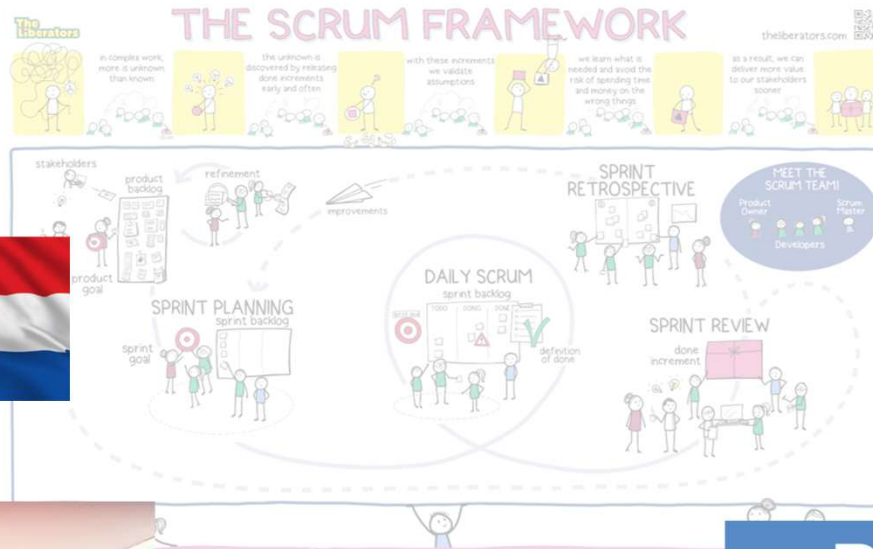 The
Liberators
THE SCRUM FRAMEWORK
theliberators.com
in complex work,
more is unknown
than known
the unknown is
discovered by releasing
done increments
early and often
with these increments
we validate
assumptions
we learn what is
needed and avoid the
risk of spending time
and money on the
wrong things
as a result, we can
deliver more value
to our stakeholders
sooner
stakeholders
product
backlog
refinement
improvements
product
goal
SPRINT
RETROSPECTIVE
MEET THE
SCRUM TEAM!
Product
Owner
Scrum
Master
Developers
SPRINT PLANNING
sprint backlog
sprint
goal
DAILY SCRUM
sprint backlog
TODO
DOING
DONE
definition
of done
SPRINT REVIEW
done
increment